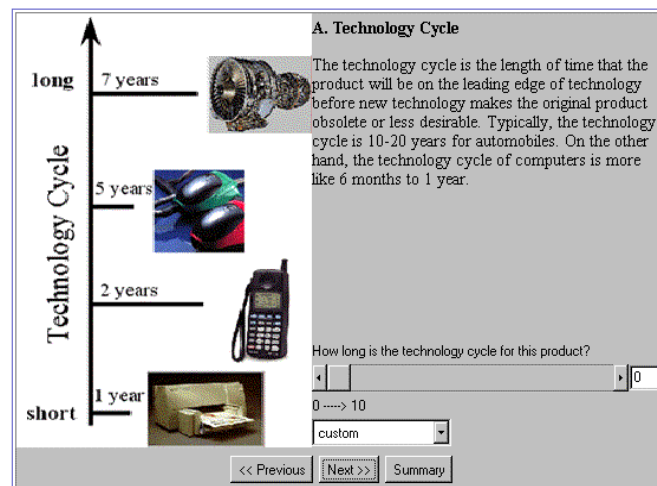 A. Technology Cycle
The technology cycle is the length of time that the
product will be on the leading edge of technology
before new technology makes the original product
obsolete or less desirable. Typically, the technology
cycle is 10-20 years for automobiles. On the other
hand, the technology cycle of computers is more
like 6 months to 1 year.
long
7 years
5 years
Technology Cycle
2 years
1 year
short
How long is the technology cycle for this product?
0
0 ----> 10
custom
<< Previous
Next >>
Summary